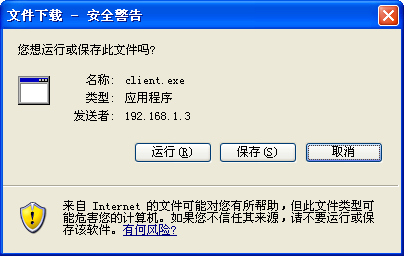 文件下载 - 安全警告
您想运行或保存此文件吗?
名称: client.exe
类型: 应用程序
发送者: 192.168.1.3
运行(R) 保存(S) 取消
来自 Internet 的文件可能对您有所帮助,但此文件类型可
能危害您的计算机。如果您不信任其来源,请不要运行或保
存该软件。有何风险?